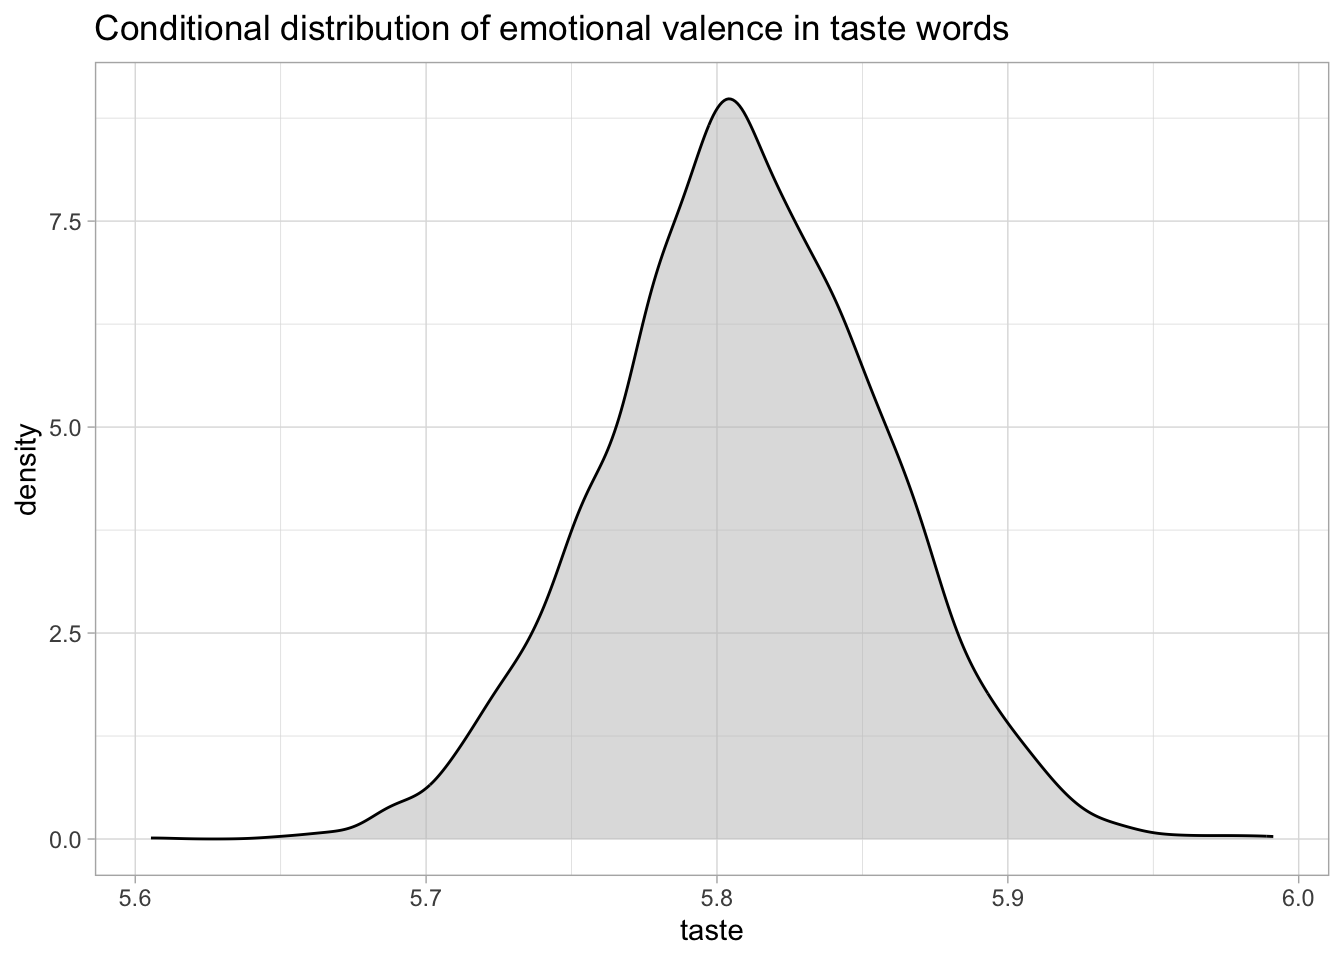 Conditional distribution of emotional valence in taste words
7.5
5.0
2.5
0.0
density
5.6 5.7 5.8 5.9 6.0
taste